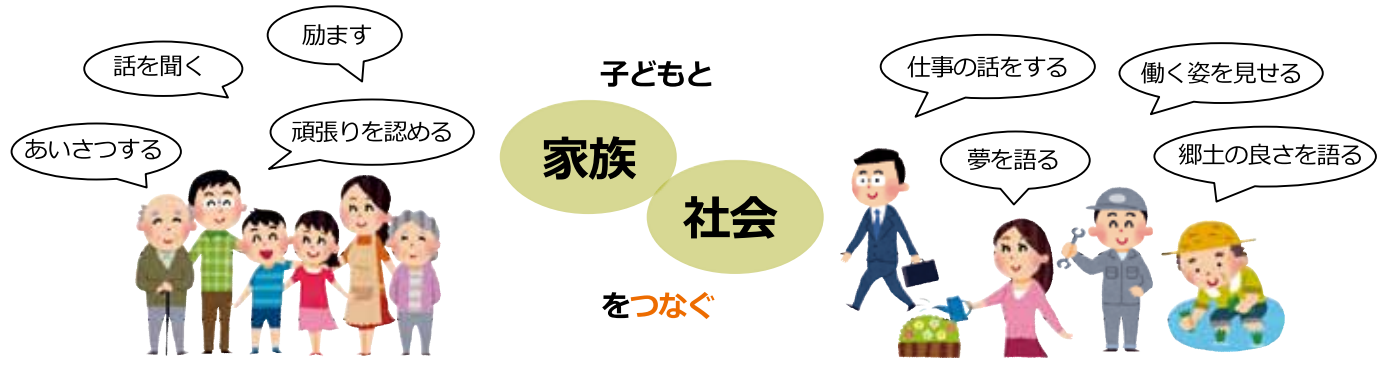 励ます
話を聞く
頑張りを認める
あいさつする
子どもと
家族
社会
をつなぐ
仕事の話をする
働く姿を見せる
夢を語る
郷土の良さを語る